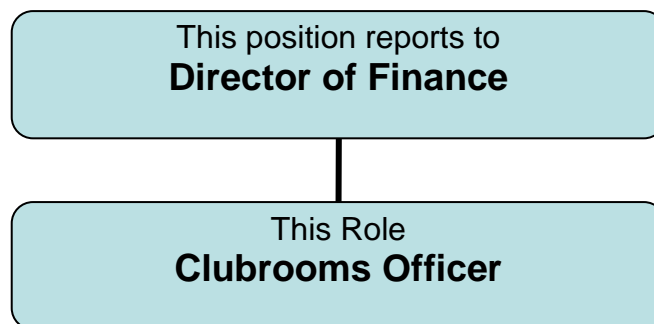 This position reports to
Director of Finance
This Role
Clubrooms Officer